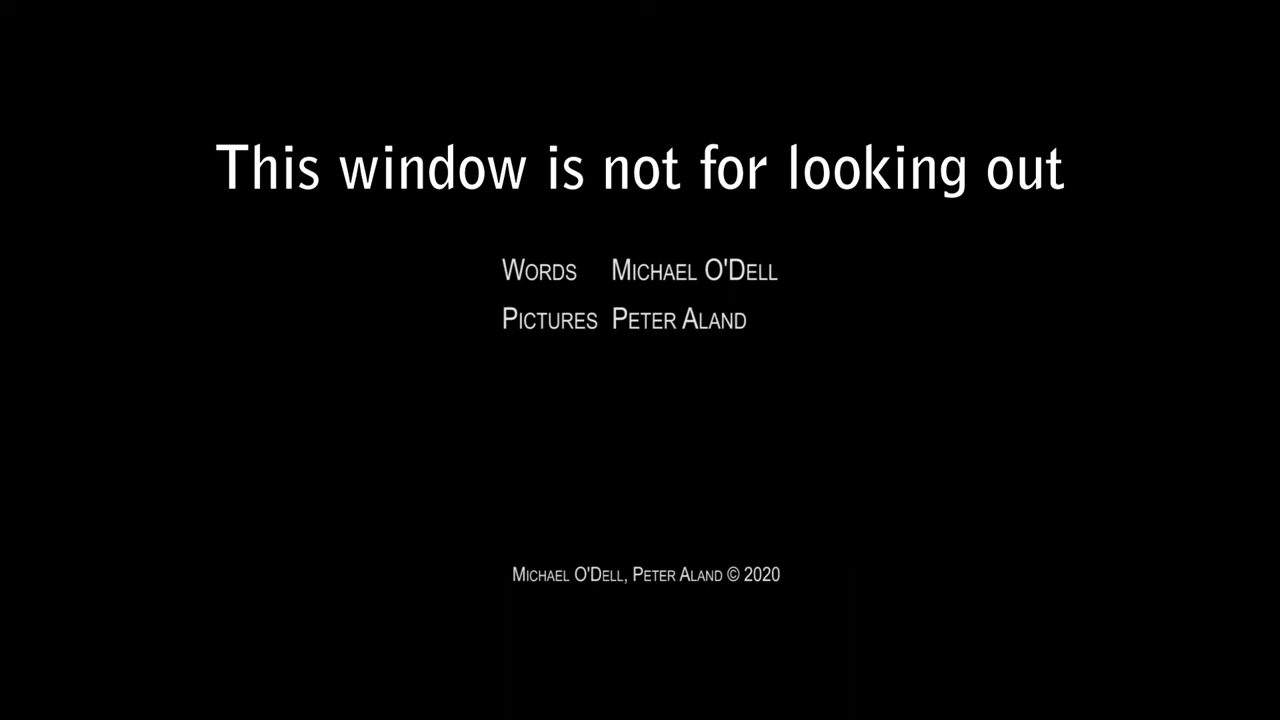 This window is not for looking out
Words Michael O'Dell
Pictures Peter Aland
Michael O'Dell, Peter Aland © 2020